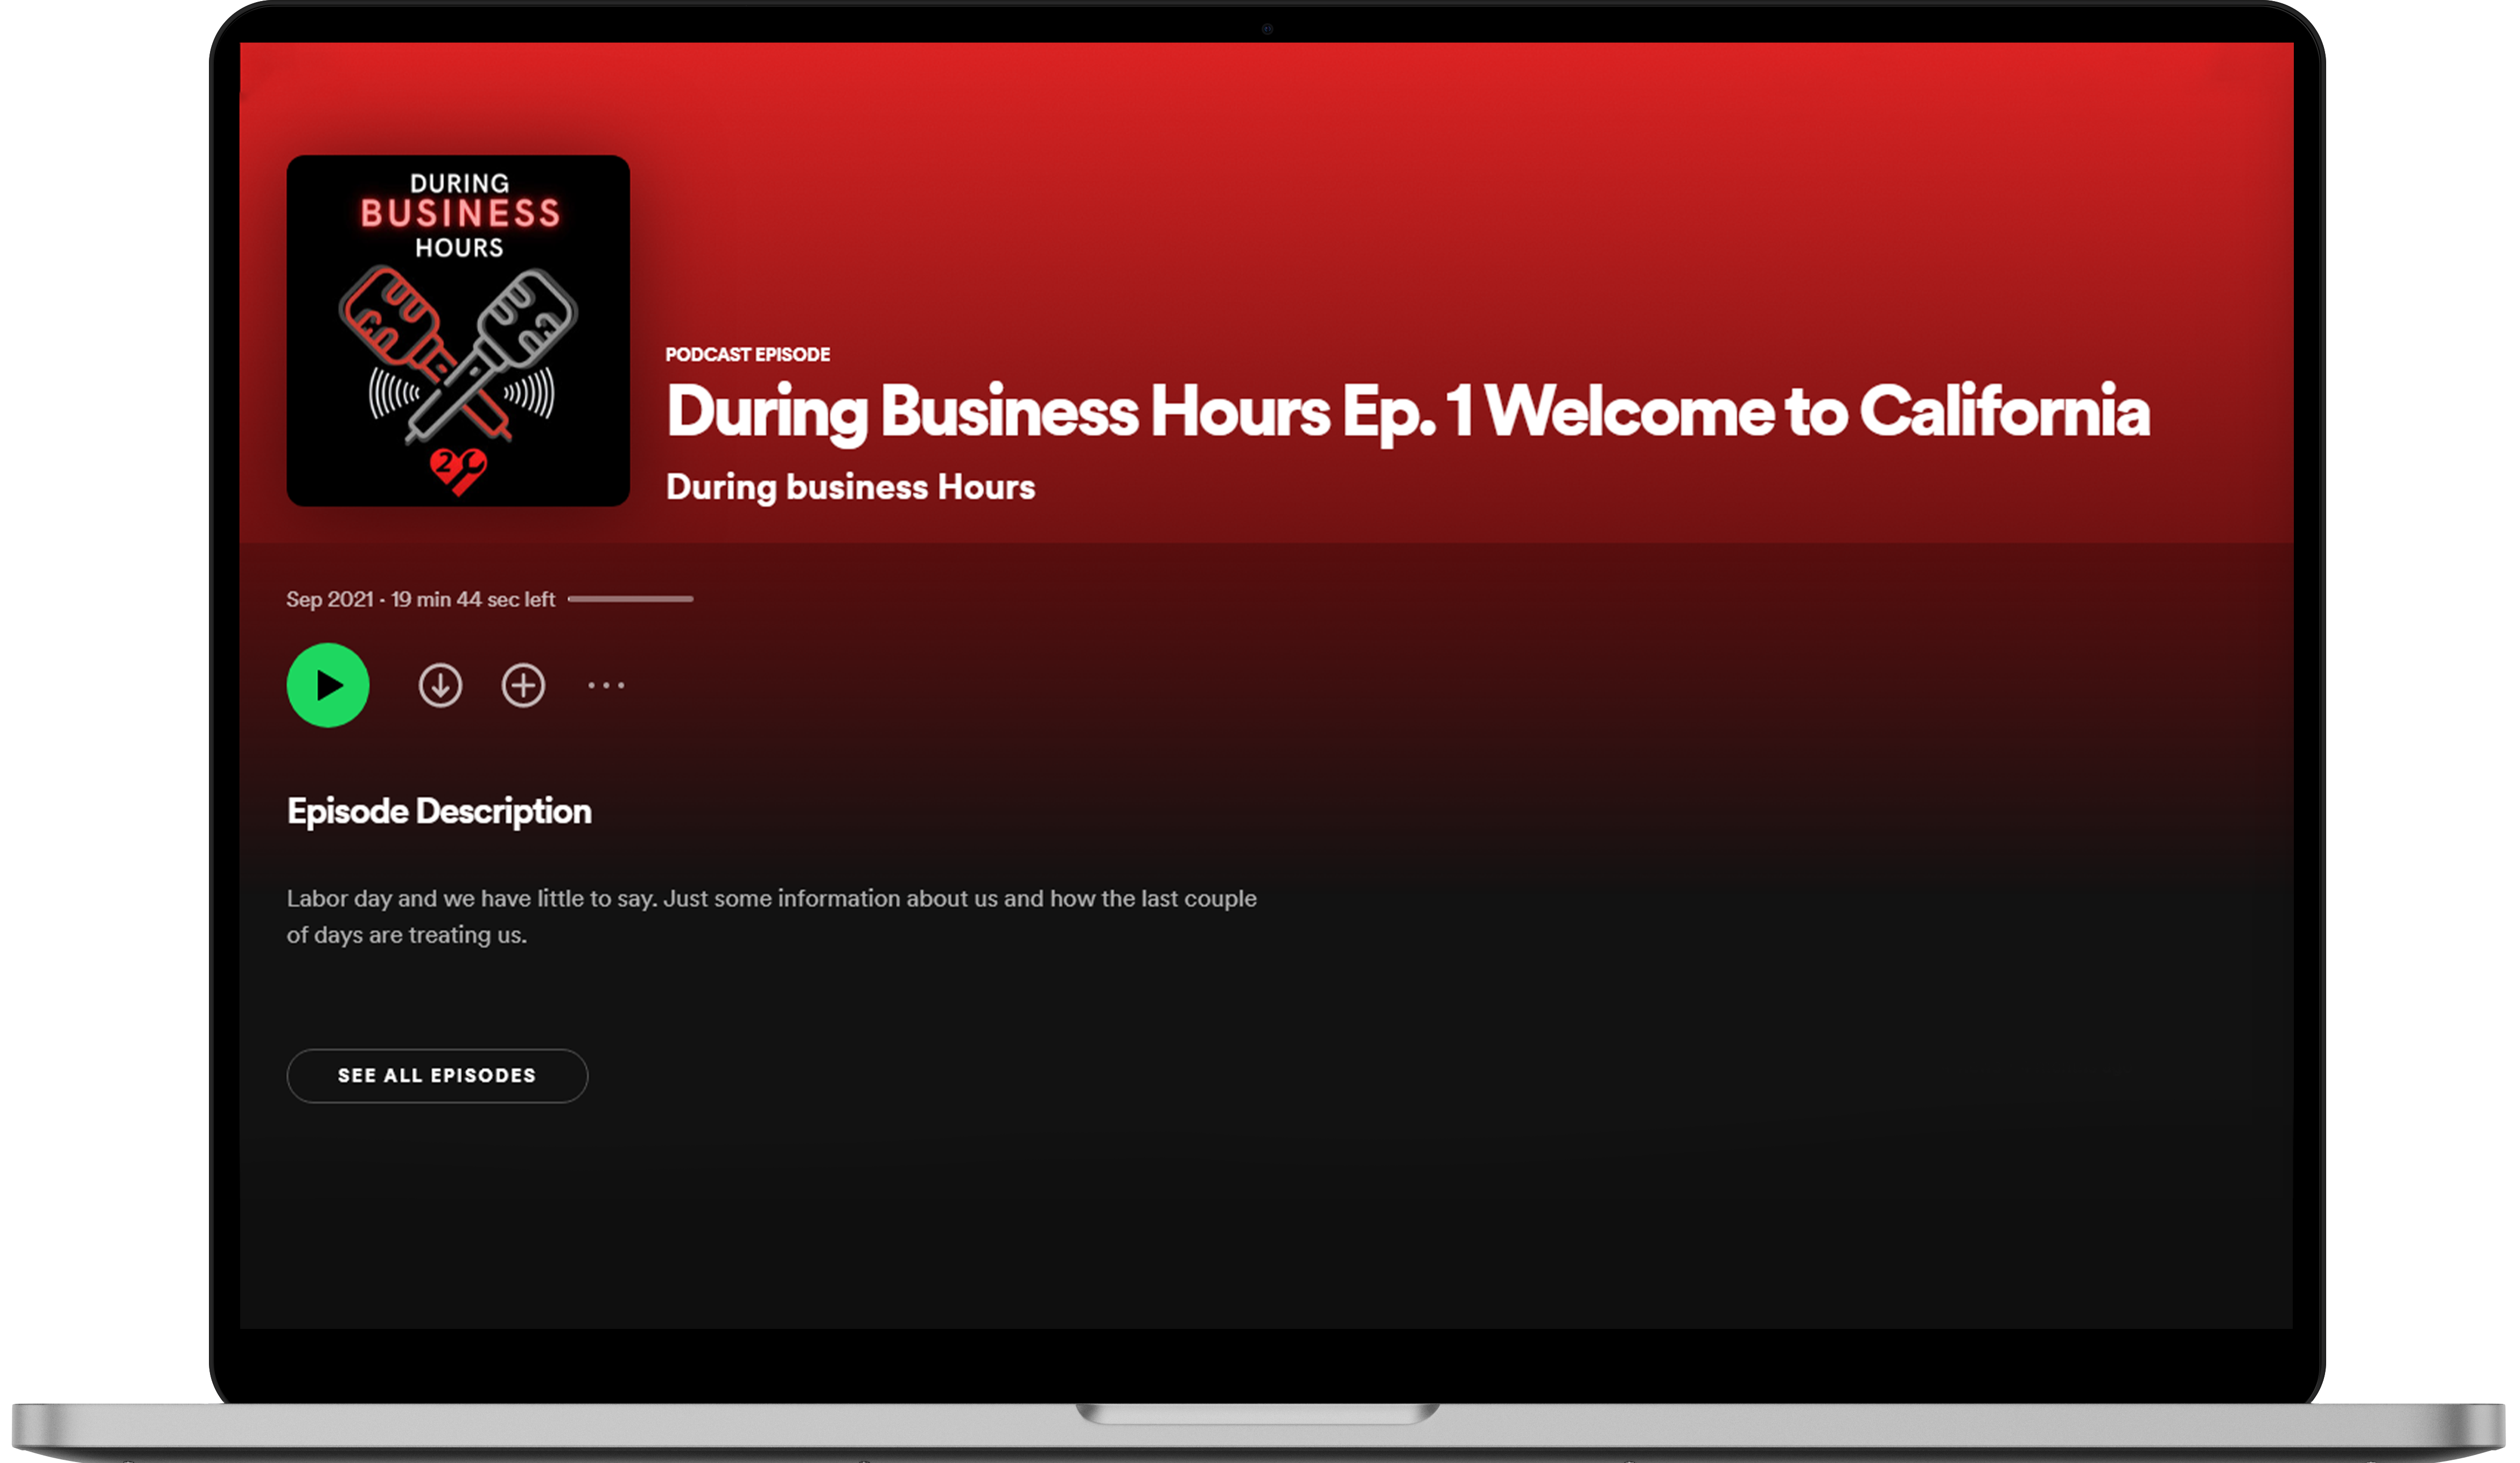 DURING
BUSINESS
HOURS
2
PODCAST EPISODE
During Business Hours Ep. 1 Welcome to California
During business Hours
Sep 2021 · 19 min 44 sec left
Episode Description
Labor day and we have little to say. Just some information about us and how the last couple
of days are treating us.
SEE ALL EPISODES